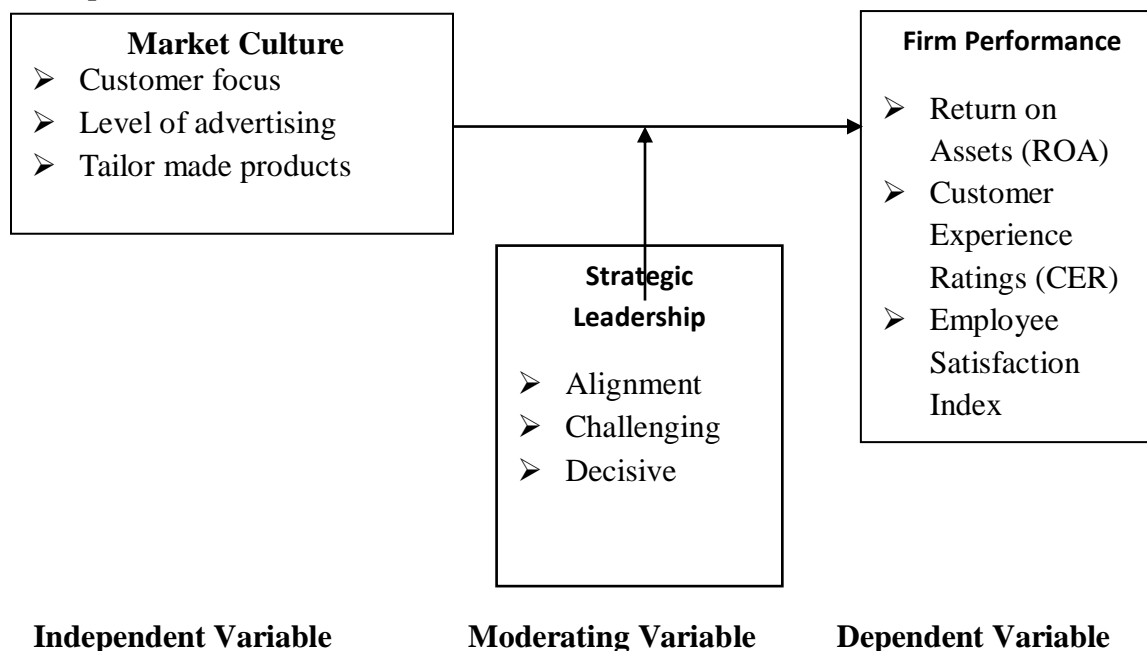 Market Culture
➢ Customer focus
➢ Level of advertising
➢ Tailor made products
Strategic
Leadership
➢ Alignment
➢ Challenging
➢ Decisive
Firm Performance
➢ Return on
Assets (ROA)
➢ Customer
Experience
Ratings (CER)
➢ Employee
Satisfaction
Index
Independent Variable
Moderating Variable
Dependent Variable